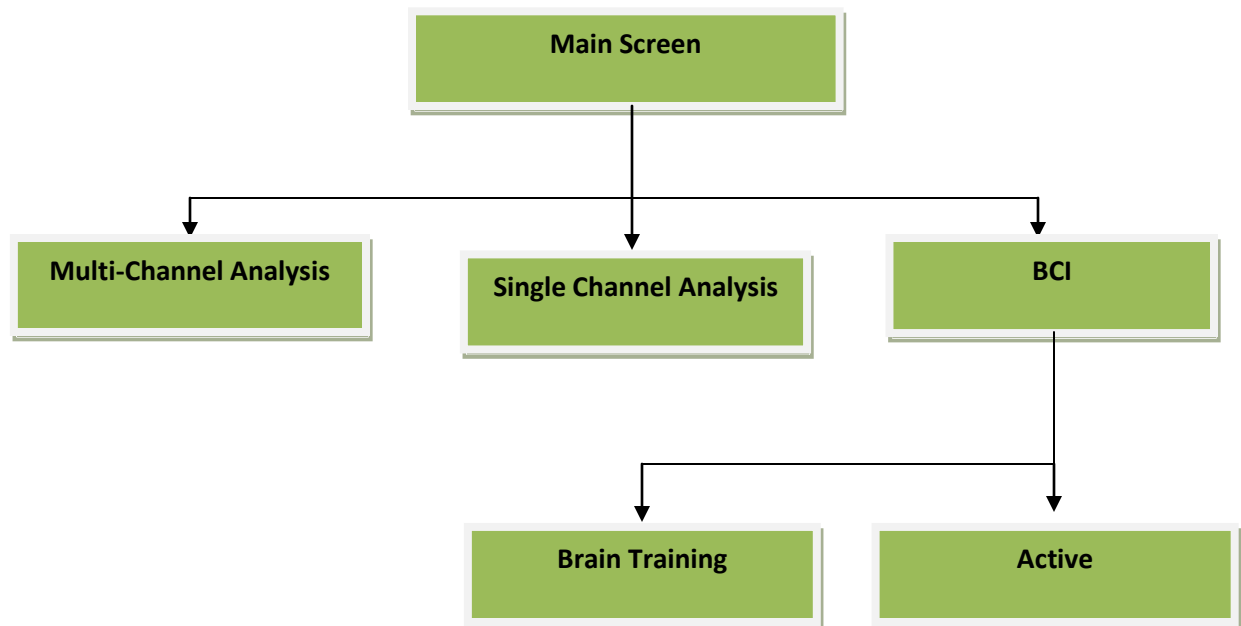 Main Screen
Multi-Channel Analysis
Single Channel Analysis
BCI
Brain Training
Active